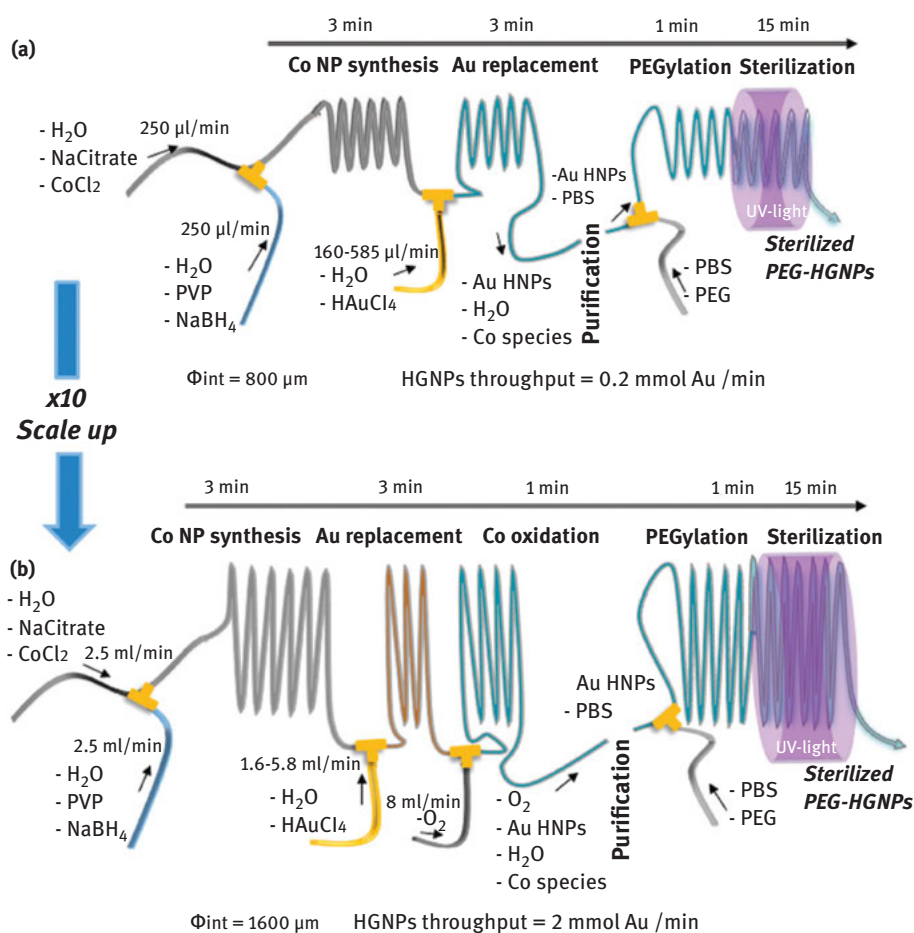 3 min
3 min
1 min
15 min
(a)
Co NP synthesis
Au replacement
PEGylation
Sterilization
- H₂O
- NaCitrate
- CoCl₂
250 µl/min
250 µl/min
- H₂O
- PVP
- NaBH₄
160-585 µl/min
- H₂O
- HAuCl₄
- Au HNPs
- H₂O
- Co species
Purification
-Au HNPs
- PBS
- PBS
- PEG
UV-light
Sterilized
PEG-HGNPs
Φint = 800 µm
HGNPs throughput = 0.2 mmol Au /min
x10
Scale up
3 min
3 min
1 min
1 min
15 min
Co NP synthesis
Au replacement
Co oxidation
PEGylation
Sterilization
(b)
- H₂O
- NaCitrate
- CoCl₂
2.5 ml/min
2.5 ml/min
- H₂O
- PVP
- NaBH₄
1.6-5.8 ml/min
- H₂O
- HAuCl₄
8 ml/min
-O₂
- O₂
- Au HNPs
- H₂O
- Co species
Purification
Au HNPs
- PBS
- PBS
- PEG
UV-light
Sterilized
PEG-HGNPs
Φint = 1600 µm
HGNPs throughput = 2 mmol Au /min